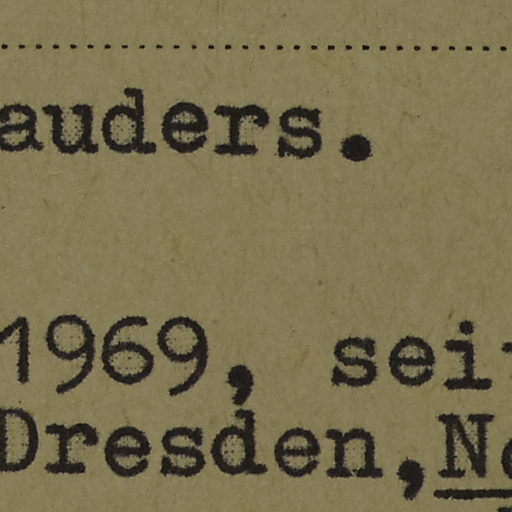 auders.
1969, sei
Dresden,